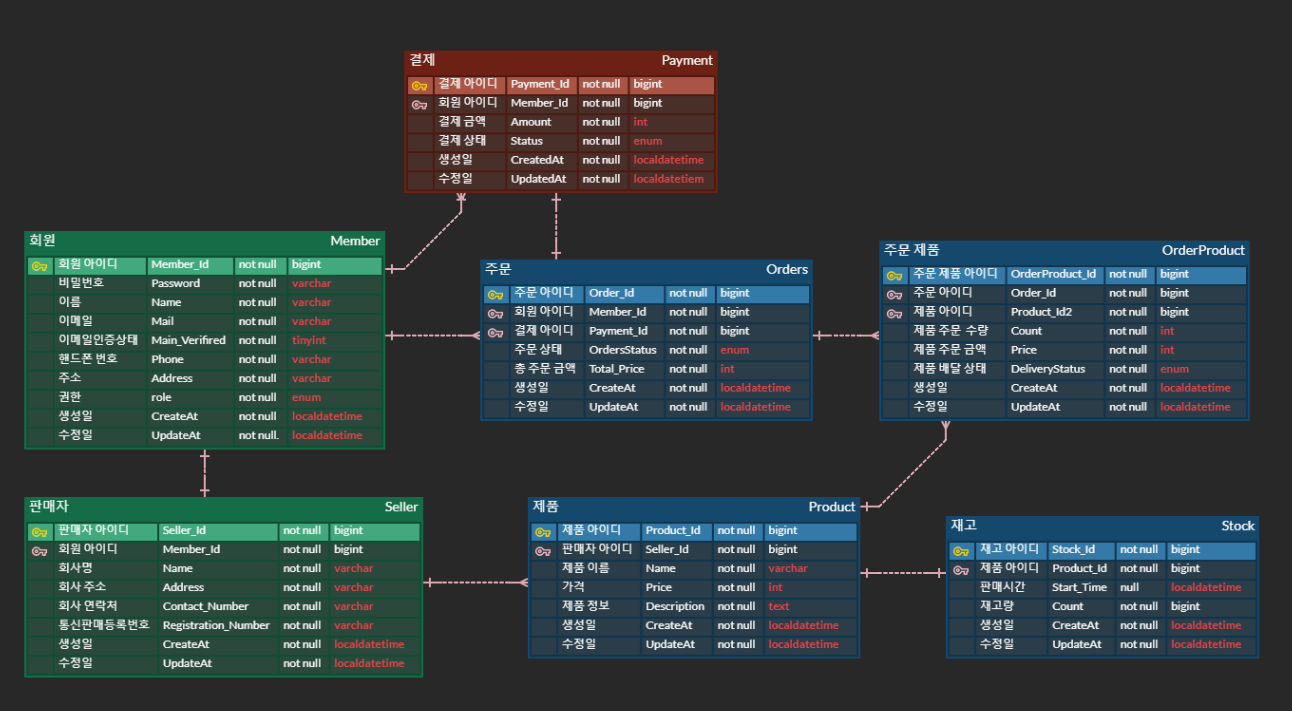 결제 Payment
결제 아이디 Payment_Id not null bigint
회원 아이디 Member_Id not null bigint
결제 금액 Amount not null int
결제 상태 Status not null enum
생성일 CreatedAt not null localdatetime
수정일 UpdatedAt not null localdatetiem
회원 Member
회원 아이디 Member_Id not null bigint
비밀번호 Password not null varchar
이름 Name not null varchar
이메일 Mail not null varchar
이메일인증상태 Main_Verifired not null tinyint
핸드폰 번호 Phone not null varchar
주소 Address not null varchar
권한 role not null enum
생성일 CreateAt not null localdatetime
수정일 UpdateAt not null. localdatetime
주문 Orders
주문 아이디 Order_Id not null bigint
회원 아이디 Member_Id not null bigint
결제 아이디 Payment_Id not null bigint
주문 상태 OrdersStatus not null enum
총 주문 금액 Total_Price not null int
생성일 CreateAt not null localdatetime
수정일 UpdateAt not null localdatetime
주문 제품 OrderProduct
주문 제품 아이디 OrderProduct_Id not null bigint
주문 아이디 Order_Id not null bigint
제품 아이디 Product_Id2 not null bigint
제품 주문 수량 Count not null int
제품 주문 금액 Price not null int
제품 배달 상태 DeliveryStatus not null enum
생성일 CreateAt not null localdatetime
수정일 UpdateAt not null localdatetime
판매자 Seller
판매자 아이디 Seller_Id not null bigint
회원 아이디 Member_Id not null bigint
회사명 Name not null varchar
회사 주소 Address not null varchar
회사 연락처 Contact_Number not null varchar
통신판매등록번호 Registration_Number not null varchar
생성일 CreateAt not null localdatetime
수정일 UpdateAt not null localdatetime
제품 Product
제품 아이디 Product_Id not null bigint
판매자 아이디 Seller_Id not null bigint
제품 이름 Name not null varchar
가격 Price not null int
제품 정보 Description not null text
생성일 CreateAt not null localdatetime
수정일 UpdateAt not null localdatetime
재고 Stock
재고 아이디 Stock_Id not null bigint
제품 아이디 Product_Id not null bigint
판매시간 Start_Time null localdatetime
재고량 Count not null bigint
생성일 CreateAt not null localdatetime
수정일 UpdateAt not null localdatetime